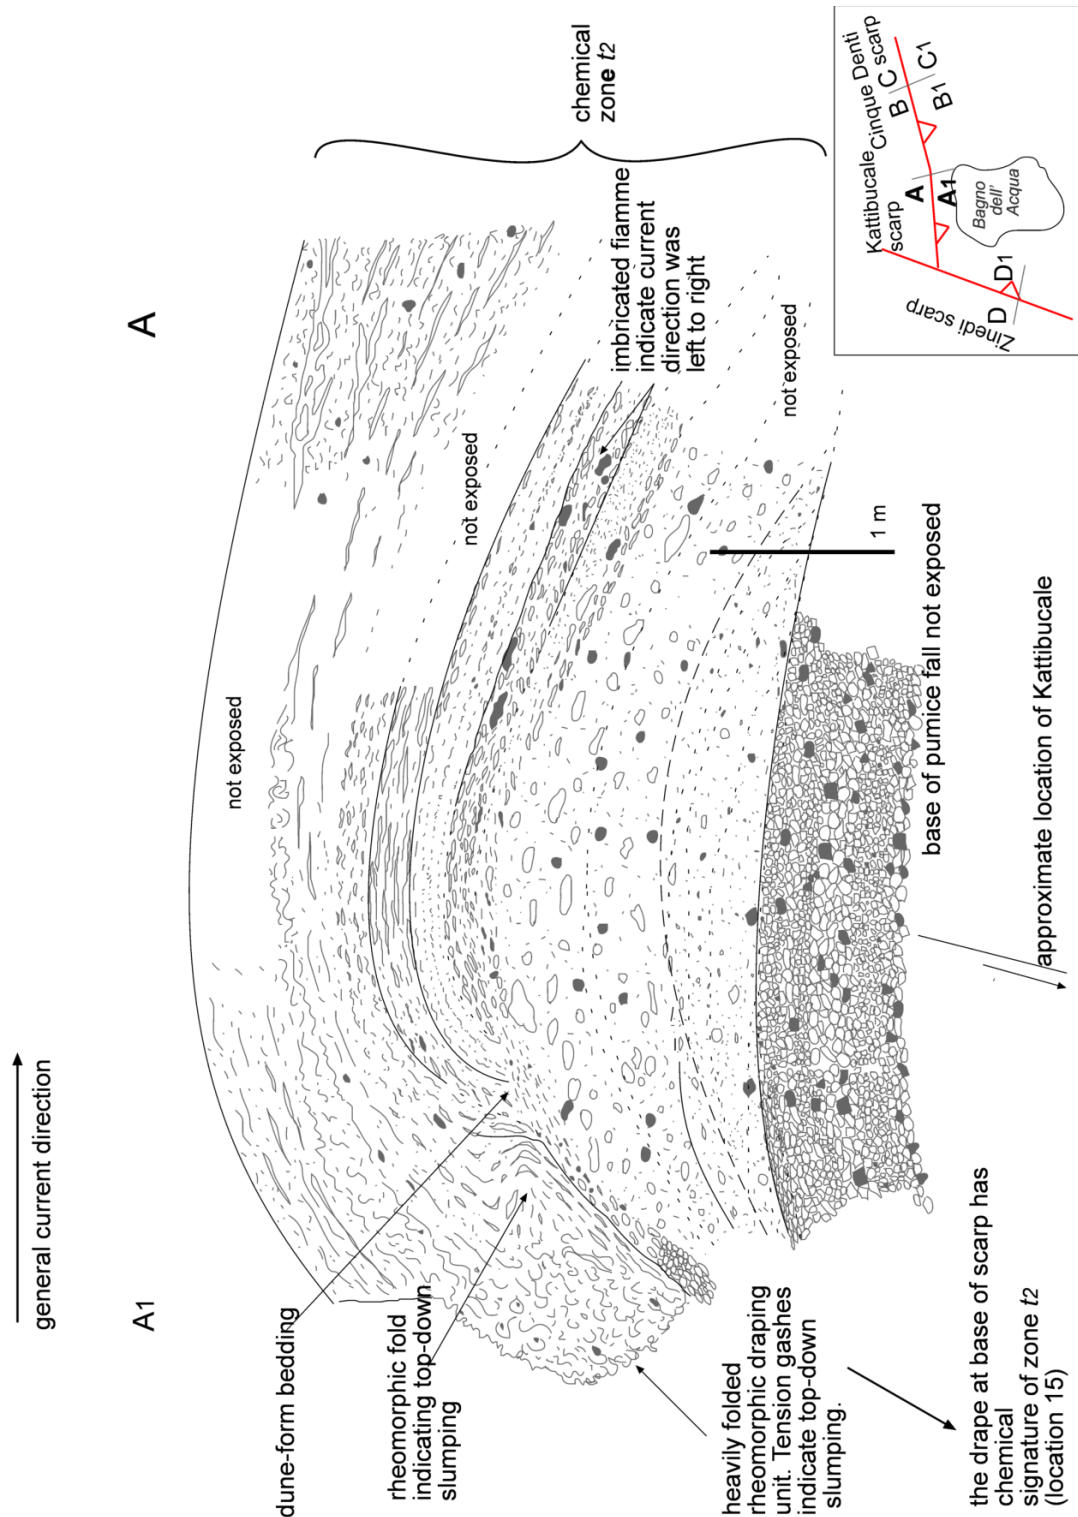 general current direction
A1
A
dune-form bedding
rheomorphic fold
indicating top-down
slumping
heavily folded
rheomorphic draping
unit. Tension gashes
indicate top-down
slumping.
the drape at base of scarp has
chemical
signature of zone t2
(location 15)
not exposed
not exposed
imbricated fiamme
indicate current
direction was
left to right
chemical
zone t2
not exposed
1 m
base of pumice fall not exposed
approximate location of Kattibucale
Kattibucale
scarp
Cinque Denti
scarp
A
A1
B
B1
C
C1
D
D1
Zinedi scarp
Bagno
dell'
Acqua